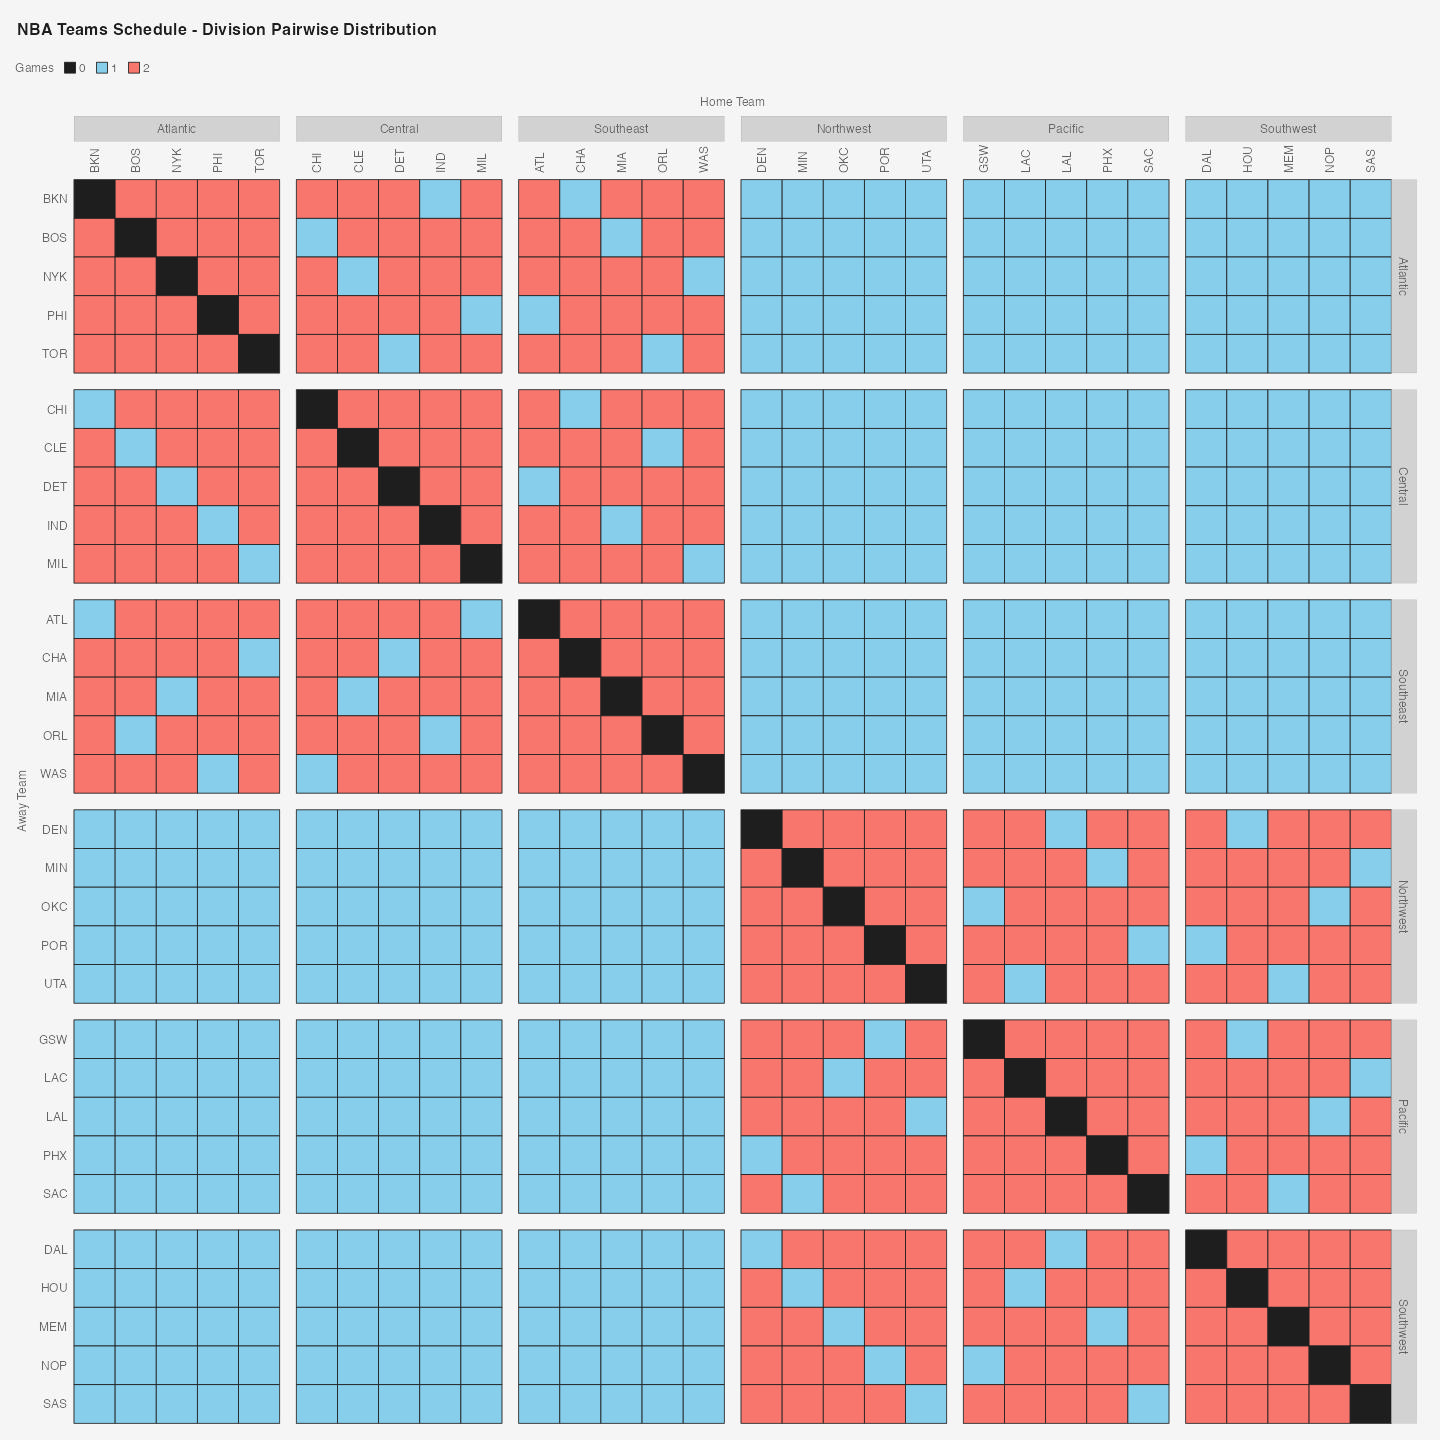 NBA Teams Schedule - Division Pairwise Distribution
Games 0 1 2
Home Team
Atlantic Central Southeast Northwest Pacific Southwest
BKN BOS NYK PHI TOR CHI CLE DET IND MIL ATL CHA MIA ORL WAS DEN MIN OKC POR UTA GSW LAC LAL PHX SAC DAL HOU MEM NOP SAS
BKN
BOS
NYK
PHI
TOR
Atlantic
CHI
CLE
DET
IND
MIL
Central
ATL
CHA
MIA
ORL
WAS
Southeast
Away Team
DEN
MIN
OKC
POR
UTA
Northwest
GSW
LAC
LAL
PHX
SAC
Pacific
DAL
HOU
MEM
NOP
SAS
Southwest